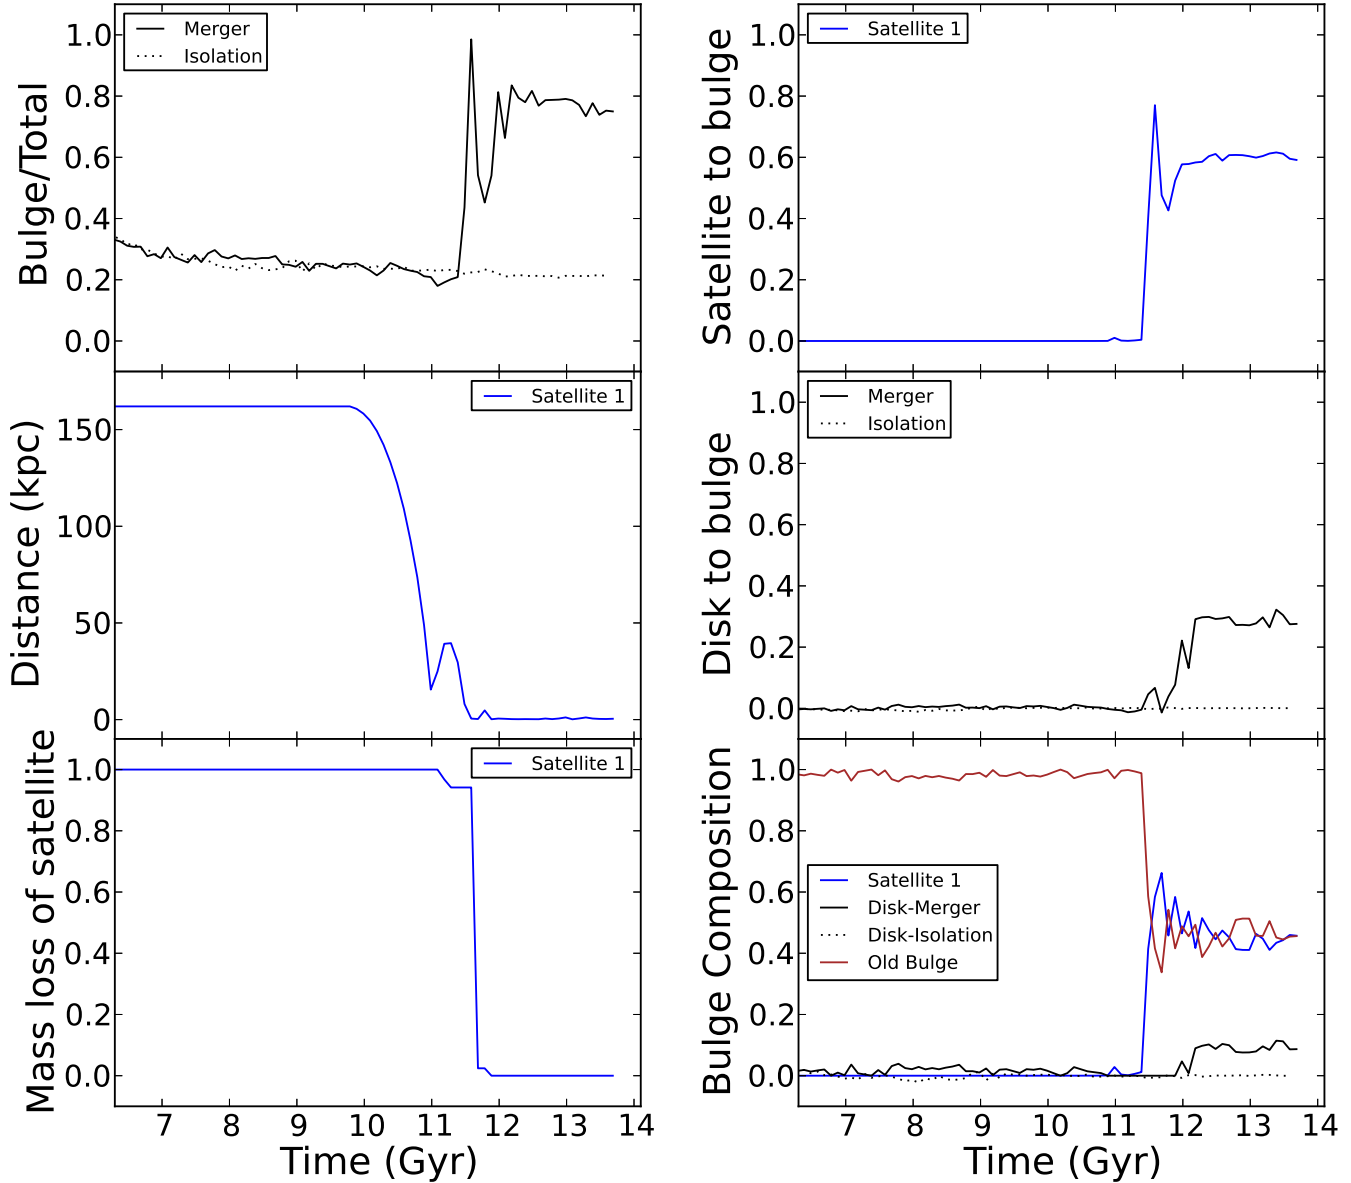 Bulge/Total
1.0
0.8
0.6
0.4
0.2
0.0
Merger
Isolation
Satellite to bulge
1.0
0.8
0.6
0.4
0.2
0.0
Satellite 1
Distance (kpc)
150
100
50
0
Satellite 1
Disk to bulge
1.0
0.8
0.6
0.4
0.2
0.0
Merger
Isolation
Mass loss of satellite
1.0
0.8
0.6
0.4
0.2
0.0
Satellite 1
7 8 9 10 11 12 13 14
Time (Gyr)
Bulge Composition
1.0
0.8
0.6
0.4
0.2
0.0
Satellite 1
Disk-Merger
Disk-Isolation
Old Bulge
7 8 9 10 11 12 13 14
Time (Gyr)